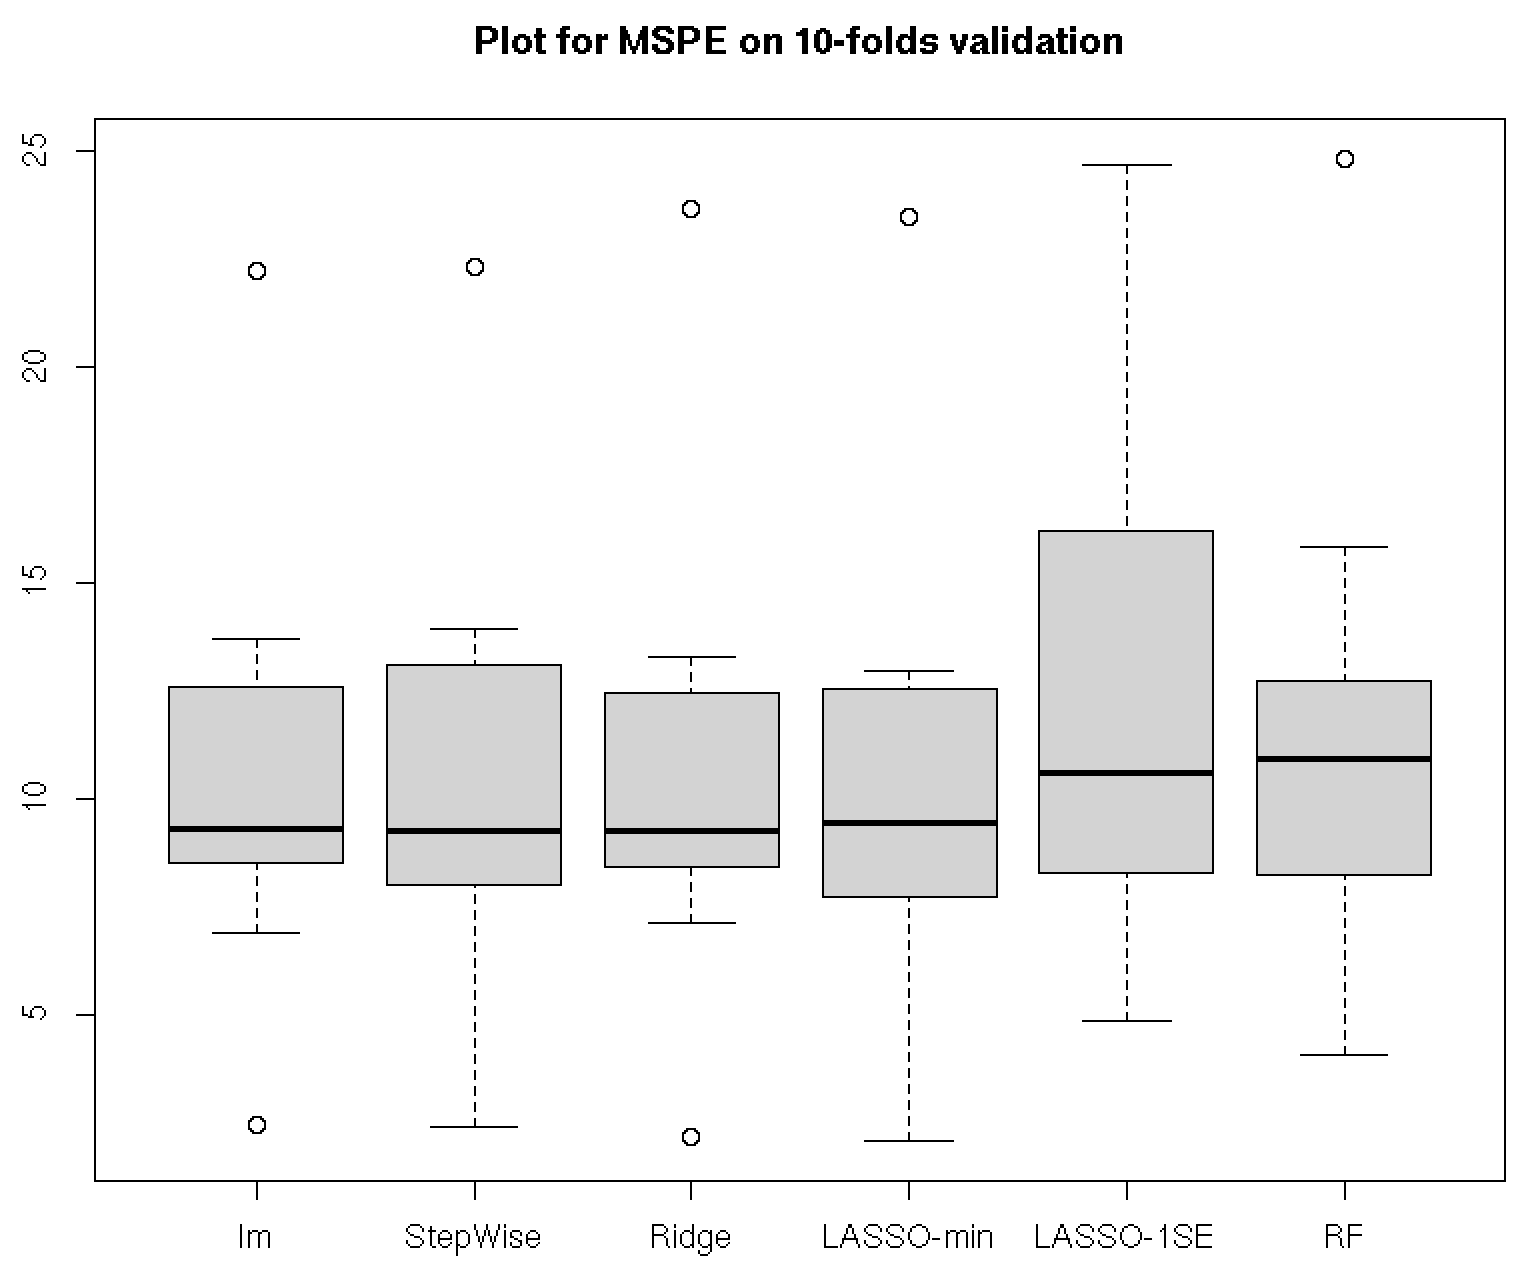 Plot for MSPE on 10-folds validation
25
20
15
10
5
lm StepWise Ridge LASSO-min LASSO-1SE RF